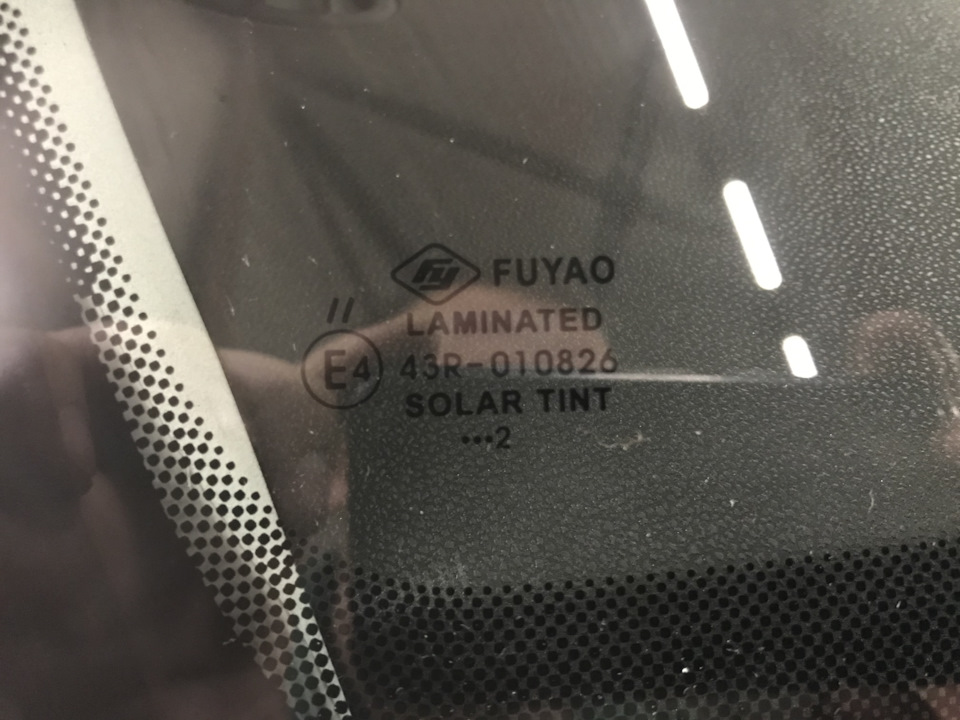 FUYAO
II
LAMINATED
E4 43R-010826
SOLAR TINT
•••2